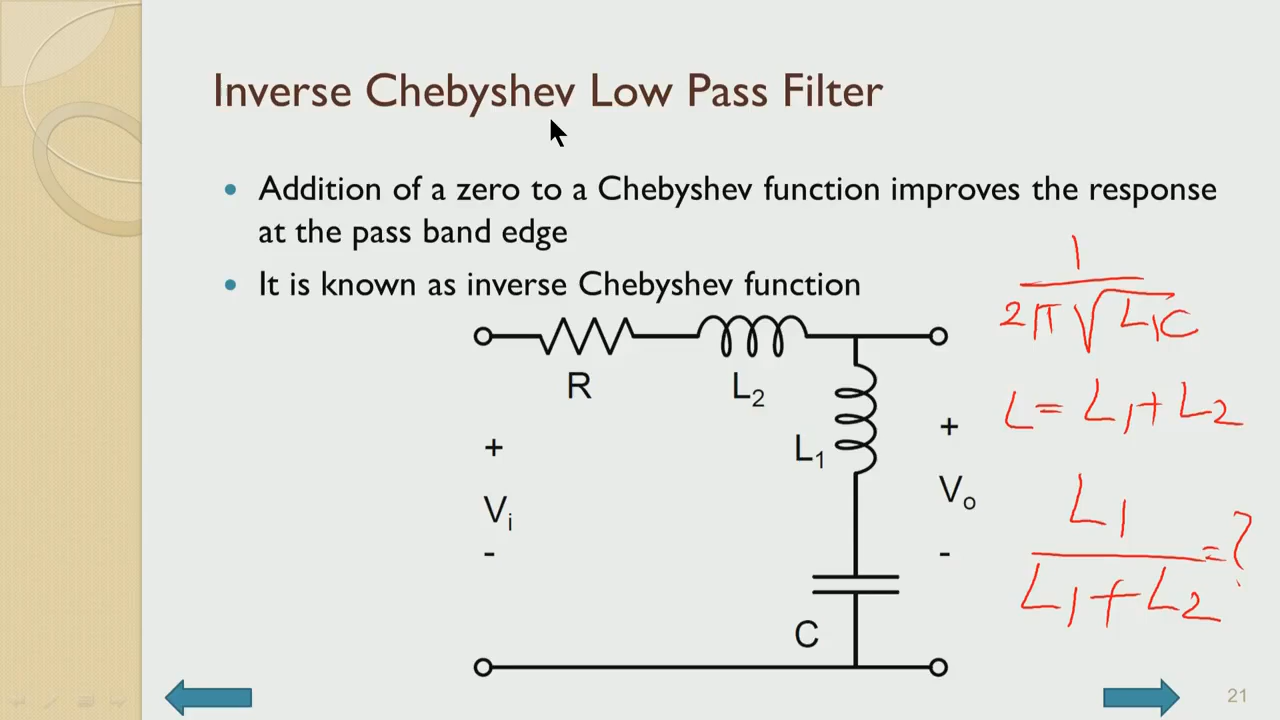 Inverse Chebyshev Low Pass Filter
Addition of a zero to a Chebyshev function improves the response
at the pass band edge
It is known as inverse Chebyshev function
R
L₂
L₁
C
+
Vᵢ
-
+
Vₒ
-
1
2π√L₁C
L = L₁ + L₂
L₁
L₁ + L₂
= ?
21